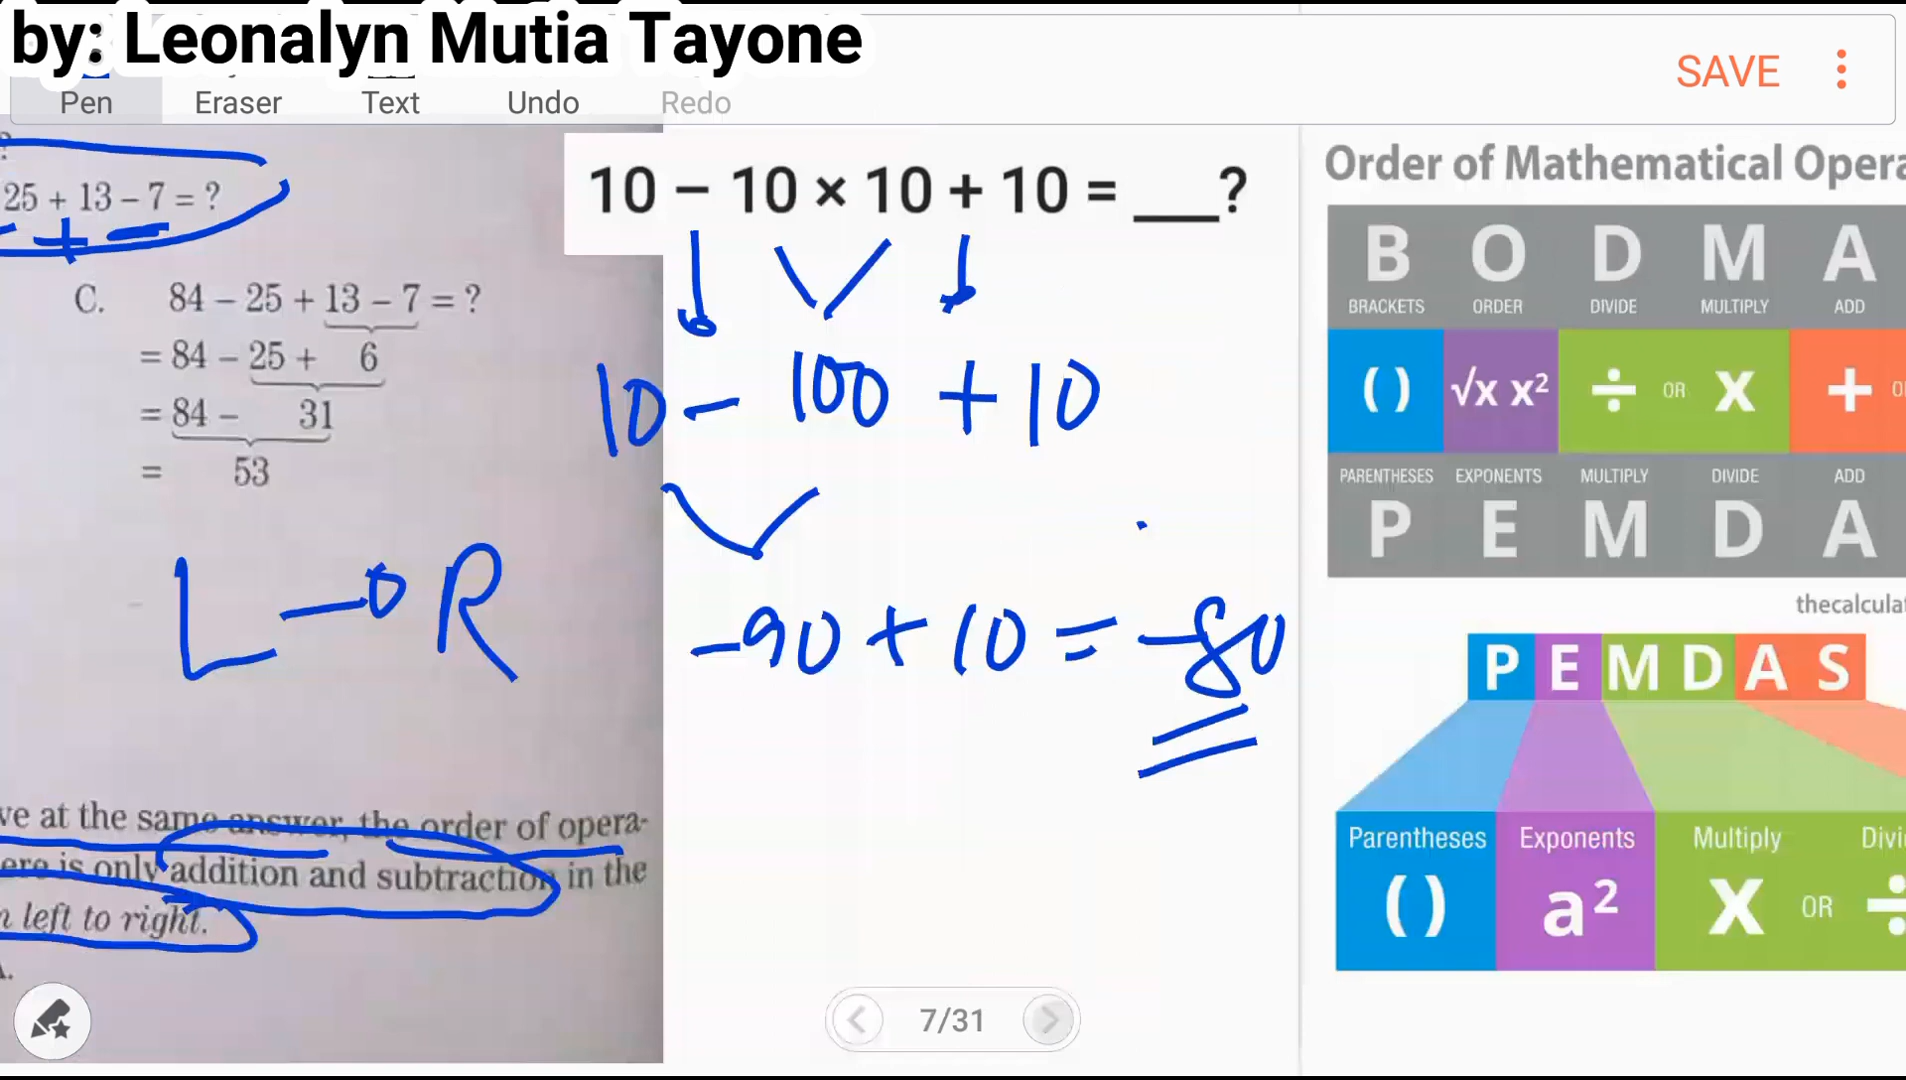 by: Leonalyn Mutia Tayone
SAVE
Pen Eraser Text Undo Redo
25 + 13 – 7 = ?
C. 84 – 25 + 13 – 7 = ?
= 84 – 25 + 6
= 84 – 31
= 53
L → R
ve at the same answer, the order of opera-
ere is only addition and subtraction in the
left to right.
10 – 10 × 10 + 10 = ___?
10 - 100 + 10
-90 + 10 = -80
7/31
Order of Mathematical Opera
B O D M A
BRACKETS ORDER DIVIDE MULTIPLY ADD
( ) √x x² ÷ OR X +
PARENTHESES EXPONENTS MULTIPLY DIVIDE ADD
P E M D A
thecalcula
P E M D A S
Parentheses Exponents Multiply Divi
( ) a² X OR ÷